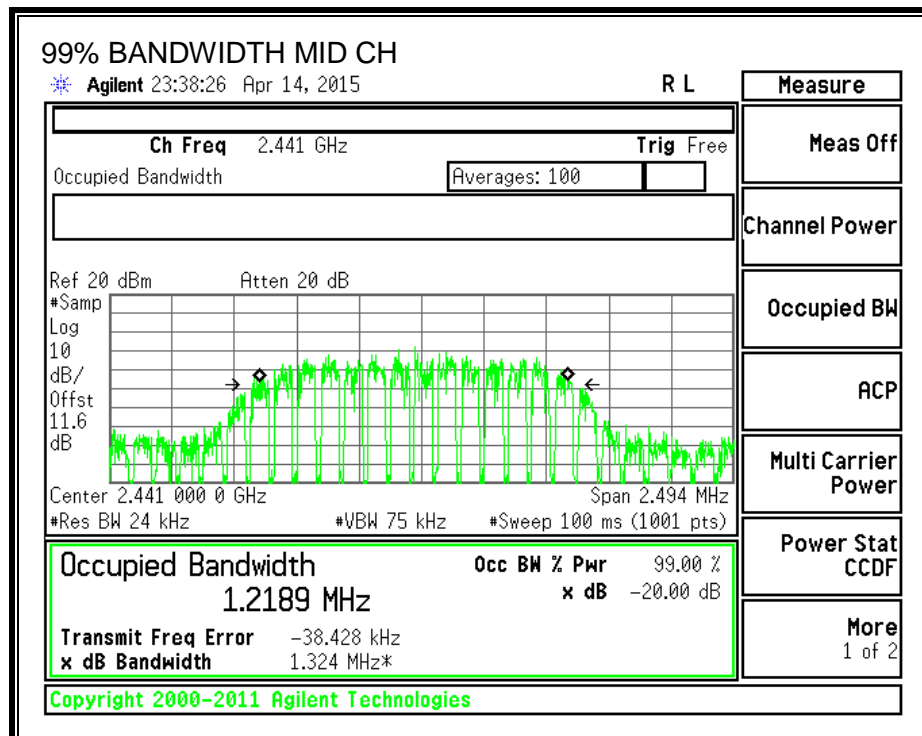 99% BANDWIDTH MID CH
Agilent 23:38:26 Apr 14, 2015 R L
Measure
Ch Freq 2.441 GHz Trig Free
Meas Off
Occupied Bandwidth Averages: 100
Channel Power
Ref 20 dBm Atten 20 dB
#Samp
Log
10
dB/
Offst
11.6
dB
Occupied BW
ACP
Center 2.441 000 0 GHz Span 2.494 MHz
#Res BW 24 kHz #VBW 75 kHz #Sweep 100 ms (1001 pts)
Multi Carrier
Power
Occupied Bandwidth Occ BW % Pwr 99.00 %
1.2189 MHz x dB -20.00 dB
Power Stat
CCDF
Transmit Freq Error -38.428 kHz
x dB Bandwidth 1.324 MHz*
More
1 of 2
Copyright 2000-2011 Agilent Technologies